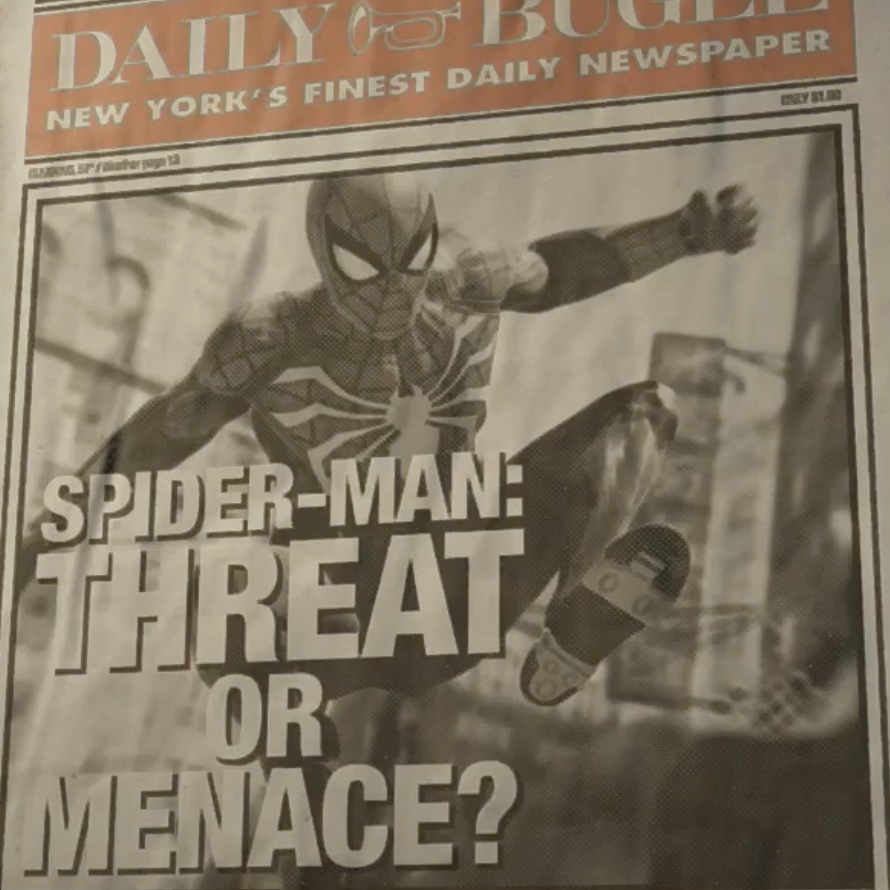 DAILY BUGLE
NEW YORK'S FINEST DAILY NEWSPAPER
SPIDER-MAN:
THREAT
OR
MENACE?